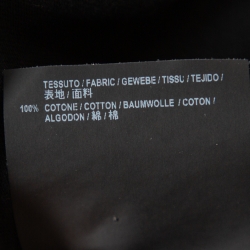 TESSUTO / FABRIC / GEWEBE / TISSU / TEJIDO /
表地 / 面料
100% COTONE / COTTON / BAUMWOLLE / COTON /
ALGODON / 綿 / 棉